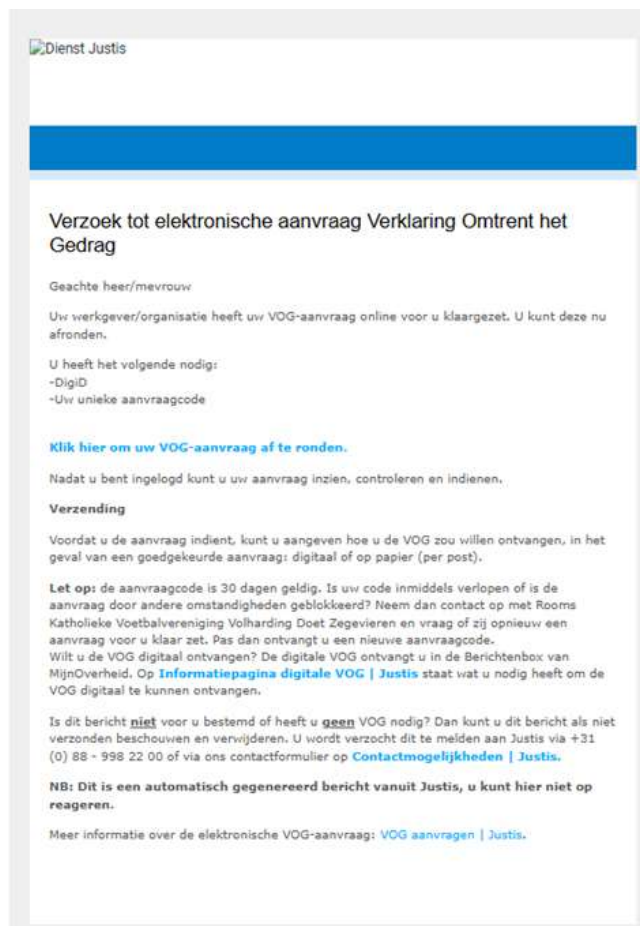 Dienst Justis
Verzoek tot elektronische aanvraag Verklaring Omtrent het
Gedrag
Geachte heer/mevrouw
Uw werkgever/organisatie heeft uw VOG-aanvraag online voor u klaargezet. U kunt deze nu
afronden.
U heeft het volgende nodig:
-DigiD
-Uw unieke aanvraagcode
Klik hier om uw VOG-aanvraag af te ronden.
Nadat u bent ingelogd kunt u uw aanvraag inzien, controleren en indienen.
Verzending
Voordat u de aanvraag indient, kunt u aangeven hoe u de VOG zou willen ontvangen, in het
geval van een goedgekeurde aanvraag: digitaal of op papier (per post).
Let op: de aanvraagcode is 30 dagen geldig. Is uw code inmiddels verlopen of is de
aanvraag door andere omstandigheden geblokkeerd? Neem dan contact op met Rooms
Katholieke Voetbalvereniging Volharding Doet Zegevieren en vraag of zij opnieuw een
aanvraag voor u klaar zet. Pas dan ontvangt u een nieuwe aanvraagcode.
Wilt u de VOG digitaal ontvangen? De digitale VOG ontvangt u in de Berichtenbox van
MijnOverheid. Op Informatiepagina digitale VOG | Justis staat wat u nodig heeft om de
VOG digitaal te kunnen ontvangen.
Is dit bericht niet voor u bestemd of heeft u geen VOG nodig? Dan kunt u dit bericht als niet
verzonden beschouwen en verwijderen. U wordt verzocht dit te melden aan Justis via +31
(0) 88 - 998 22 00 of via ons contactformulier op Contactmogelijkheden | Justis.
NB: Dit is een automatisch gegenereerd bericht vanuit Justis, u kunt hier niet op
reageren.
Meer informatie over de elektronische VOG-aanvraag: VOG aanvragen | Justis.